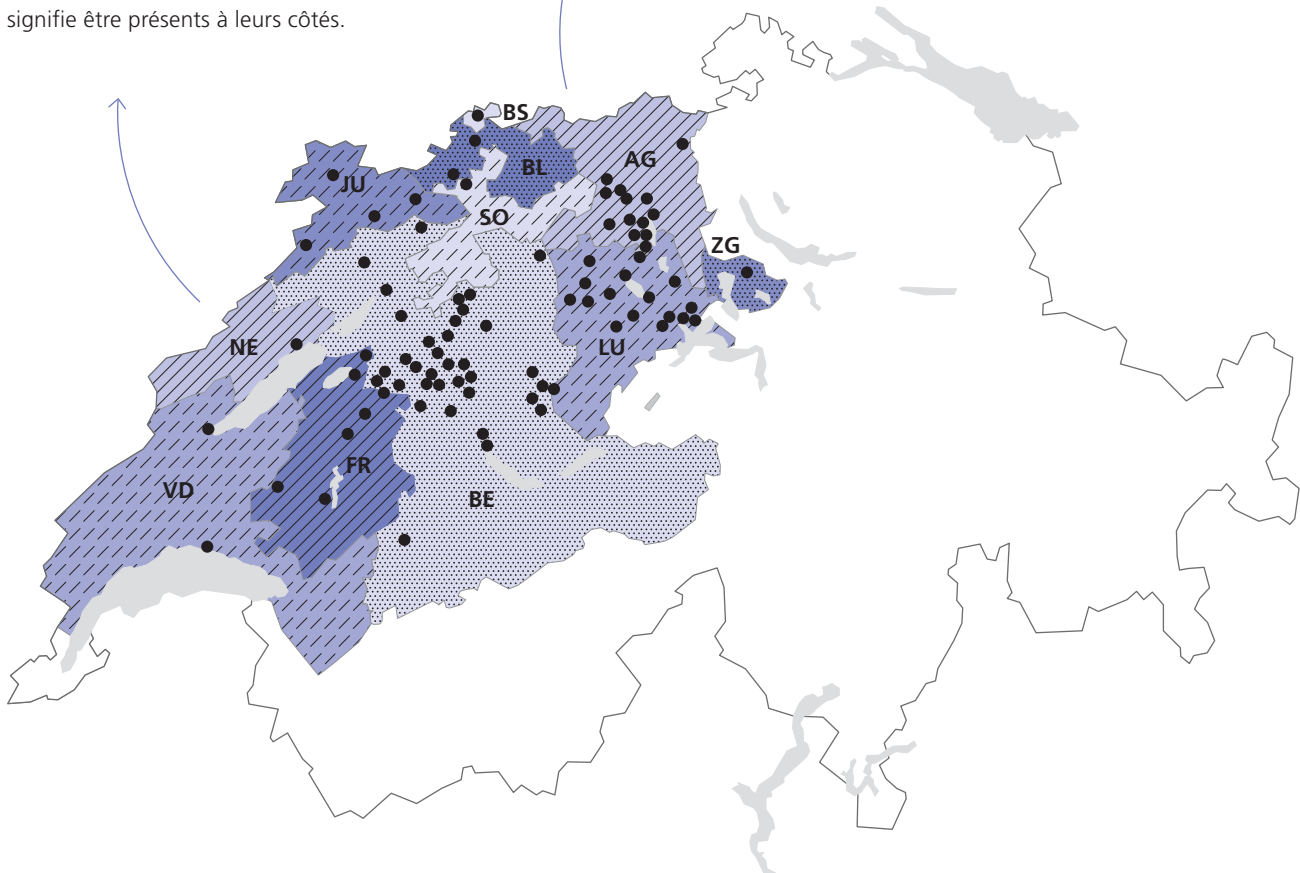 signifie être présents à leurs côtés.
BS
BL
AG
JU
SO
ZG
NE
LU
FR
VD
BE